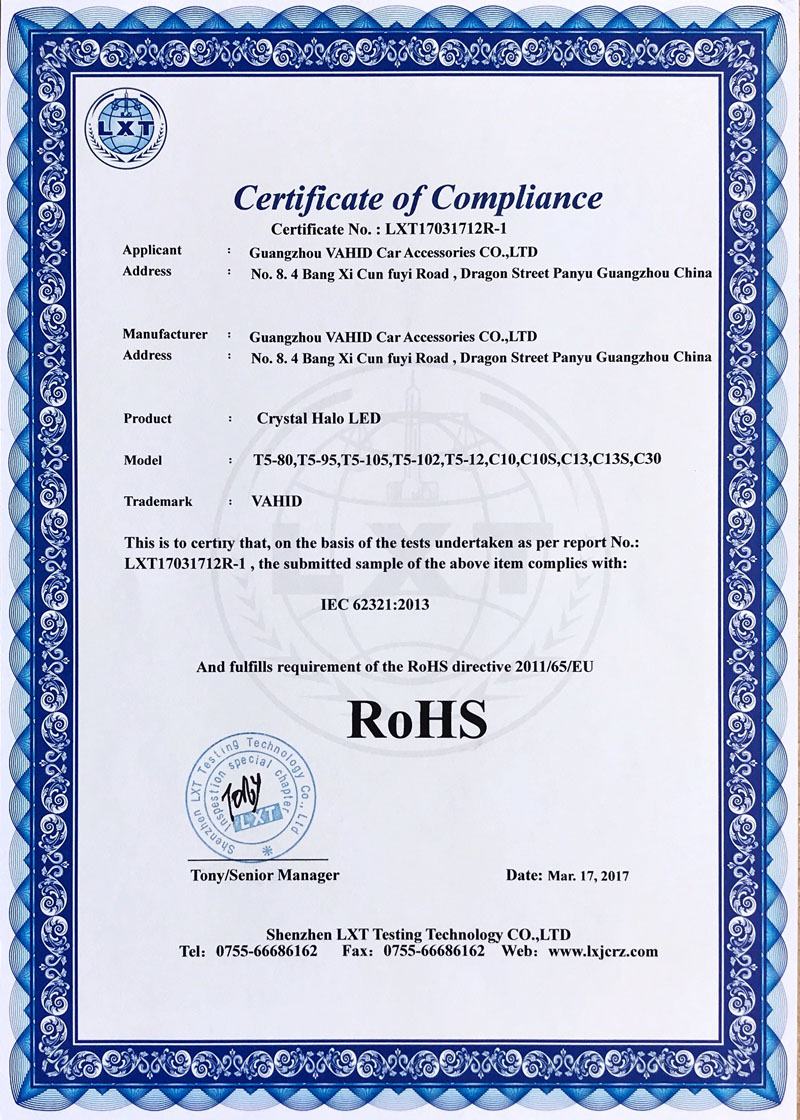 LXT
Certificate of Compliance
Certificate No. : LXT17031712R-1
Applicant : Guangzhou VAHID Car Accessories CO.,LTD
Address : No. 8. 4 Bang Xi Cun fuyi Road , Dragon Street Panyu Guangzhou China
Manufacturer : Guangzhou VAHID Car Accessories CO.,LTD
Address : No. 8. 4 Bang Xi Cun fuyi Road , Dragon Street Panyu Guangzhou China
Product : Crystal Halo LED
Model : T5-80,T5-95,T5-105,T5-102,T5-12,C10,C10S,C13,C13S,C30
Trademark : VAHID
LXT
This is to certify that, on the basis of the tests undertaken as per report No.:
LXT17031712R-1 , the submitted sample of the above item complies with:
IEC 62321:2013
And fulfills requirement of the RoHS directive 2011/65/EU
RoHS
Shenzhen LXT Testing Technology Co., Ltd
Inspestion special chapter
Tony
LXT
Tony/Senior Manager
Date: Mar. 17, 2017
Shenzhen LXT Testing Technology CO.,LTD
Tel: 0755-66686162 Fax: 0755-66686162 Web: www.lxjcrz.com